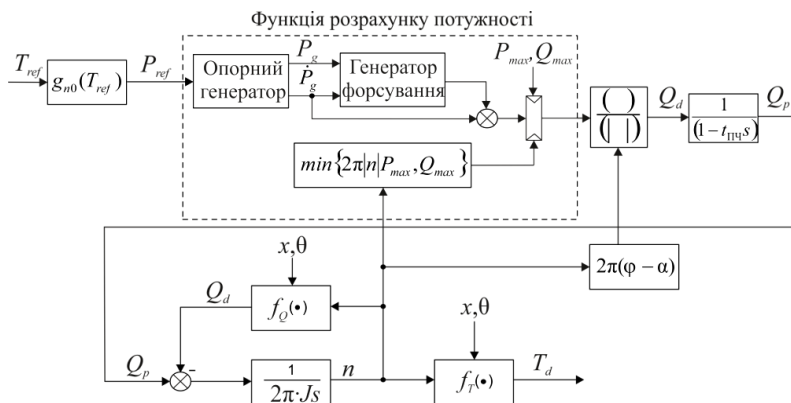 Функція розрахунку потужності
T_ref
g_n0(T_ref)
P_ref
Опорний
генератор
P_g
Ṗ_g
Генератор
форсування
P_max, Q_max
min{2π|n|P_max, Q_max}
( )
(| |)
Q_d
1
(1– t_ПЧ s)
Q_p
2π(φ – α)
x,θ
Q_d
f_Q(•)
x,θ
Q_p
-
1
2π·Js
n
f_T(•)
T_d